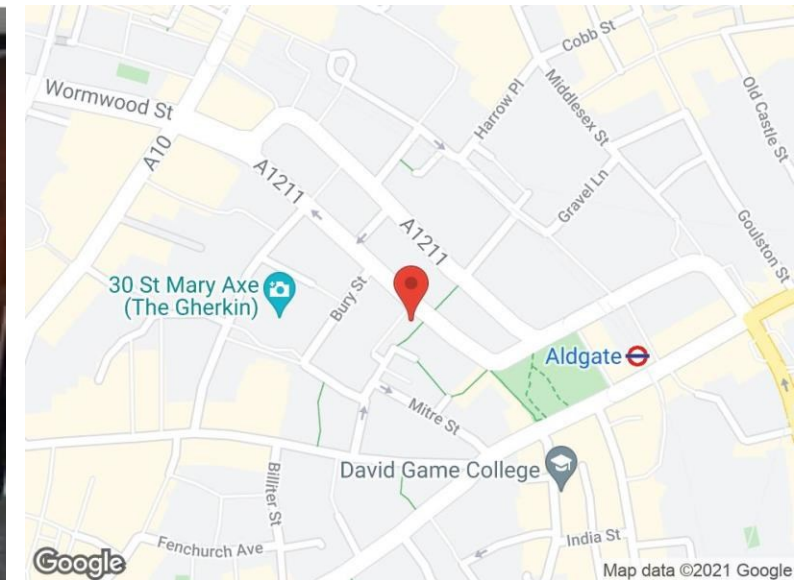 Cobb St
Wormwood St
Harrow Pl
Middlesex St
Old Castle St
A10
A1211
Gravel Ln
A1211
Goulston St
30 St Mary Axe
(The Gherkin)
Bury St
Aldgate
Mitre St
David Game College
Billiter St
India St
Fenchurch Ave
Google
Map data ©2021 Google